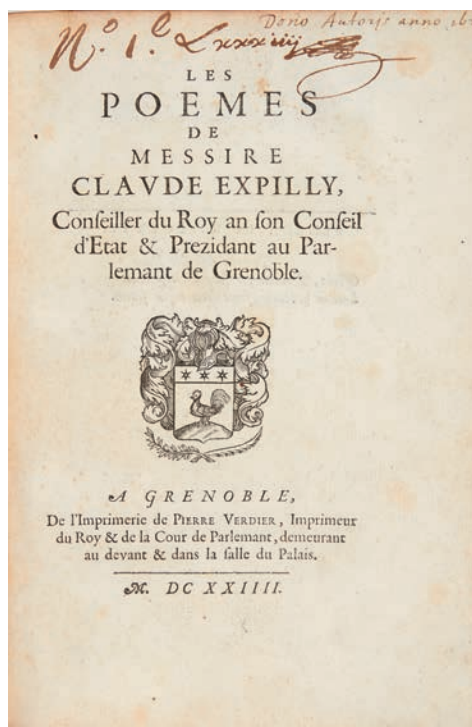 Dono Autoris anno
N.º 1.C Lxxxiiij
LES
POEMES
DE
MESSIRE
CLAVDE EXPILLY,
Conſeiller du Roy an ſon Conſeil
d'Etat & Prezidant au Par-
lemant de Grenoble.
A GRENOBLE,
De l'Imprimerie de PIERRE VERDIER, Imprimeur
du Roy & de la Cour de Parlemant, demeurant
au devant & dans la ſalle du Palais.
M. DC XXIIII.